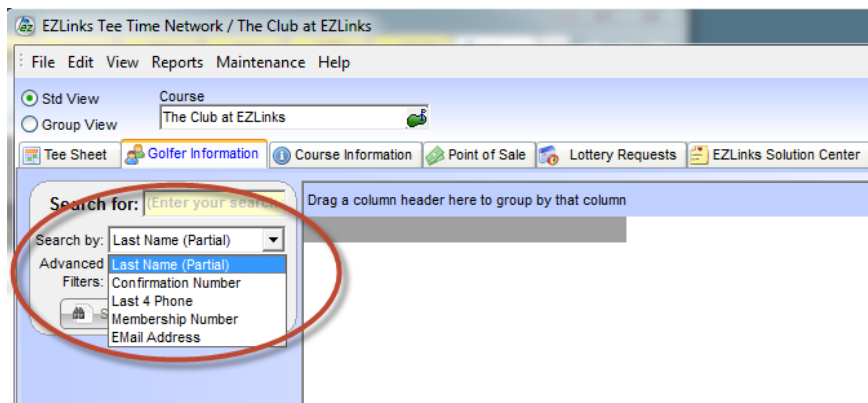 EZLinks Tee Time Network / The Club at EZLinks
File Edit View Reports Maintenance Help
Std View
Course
Group View
The Club at EZLinks
Tee Sheet Golfer Information Course Information Point of Sale Lottery Requests EZLinks Solution Center
Search for: (Enter your search
Drag a column header here to group by that column
Search by: Last Name (Partial)
Advanced
Filters:
Last Name (Partial)
Confirmation Number
Last 4 Phone
Membership Number
EMail Address
S